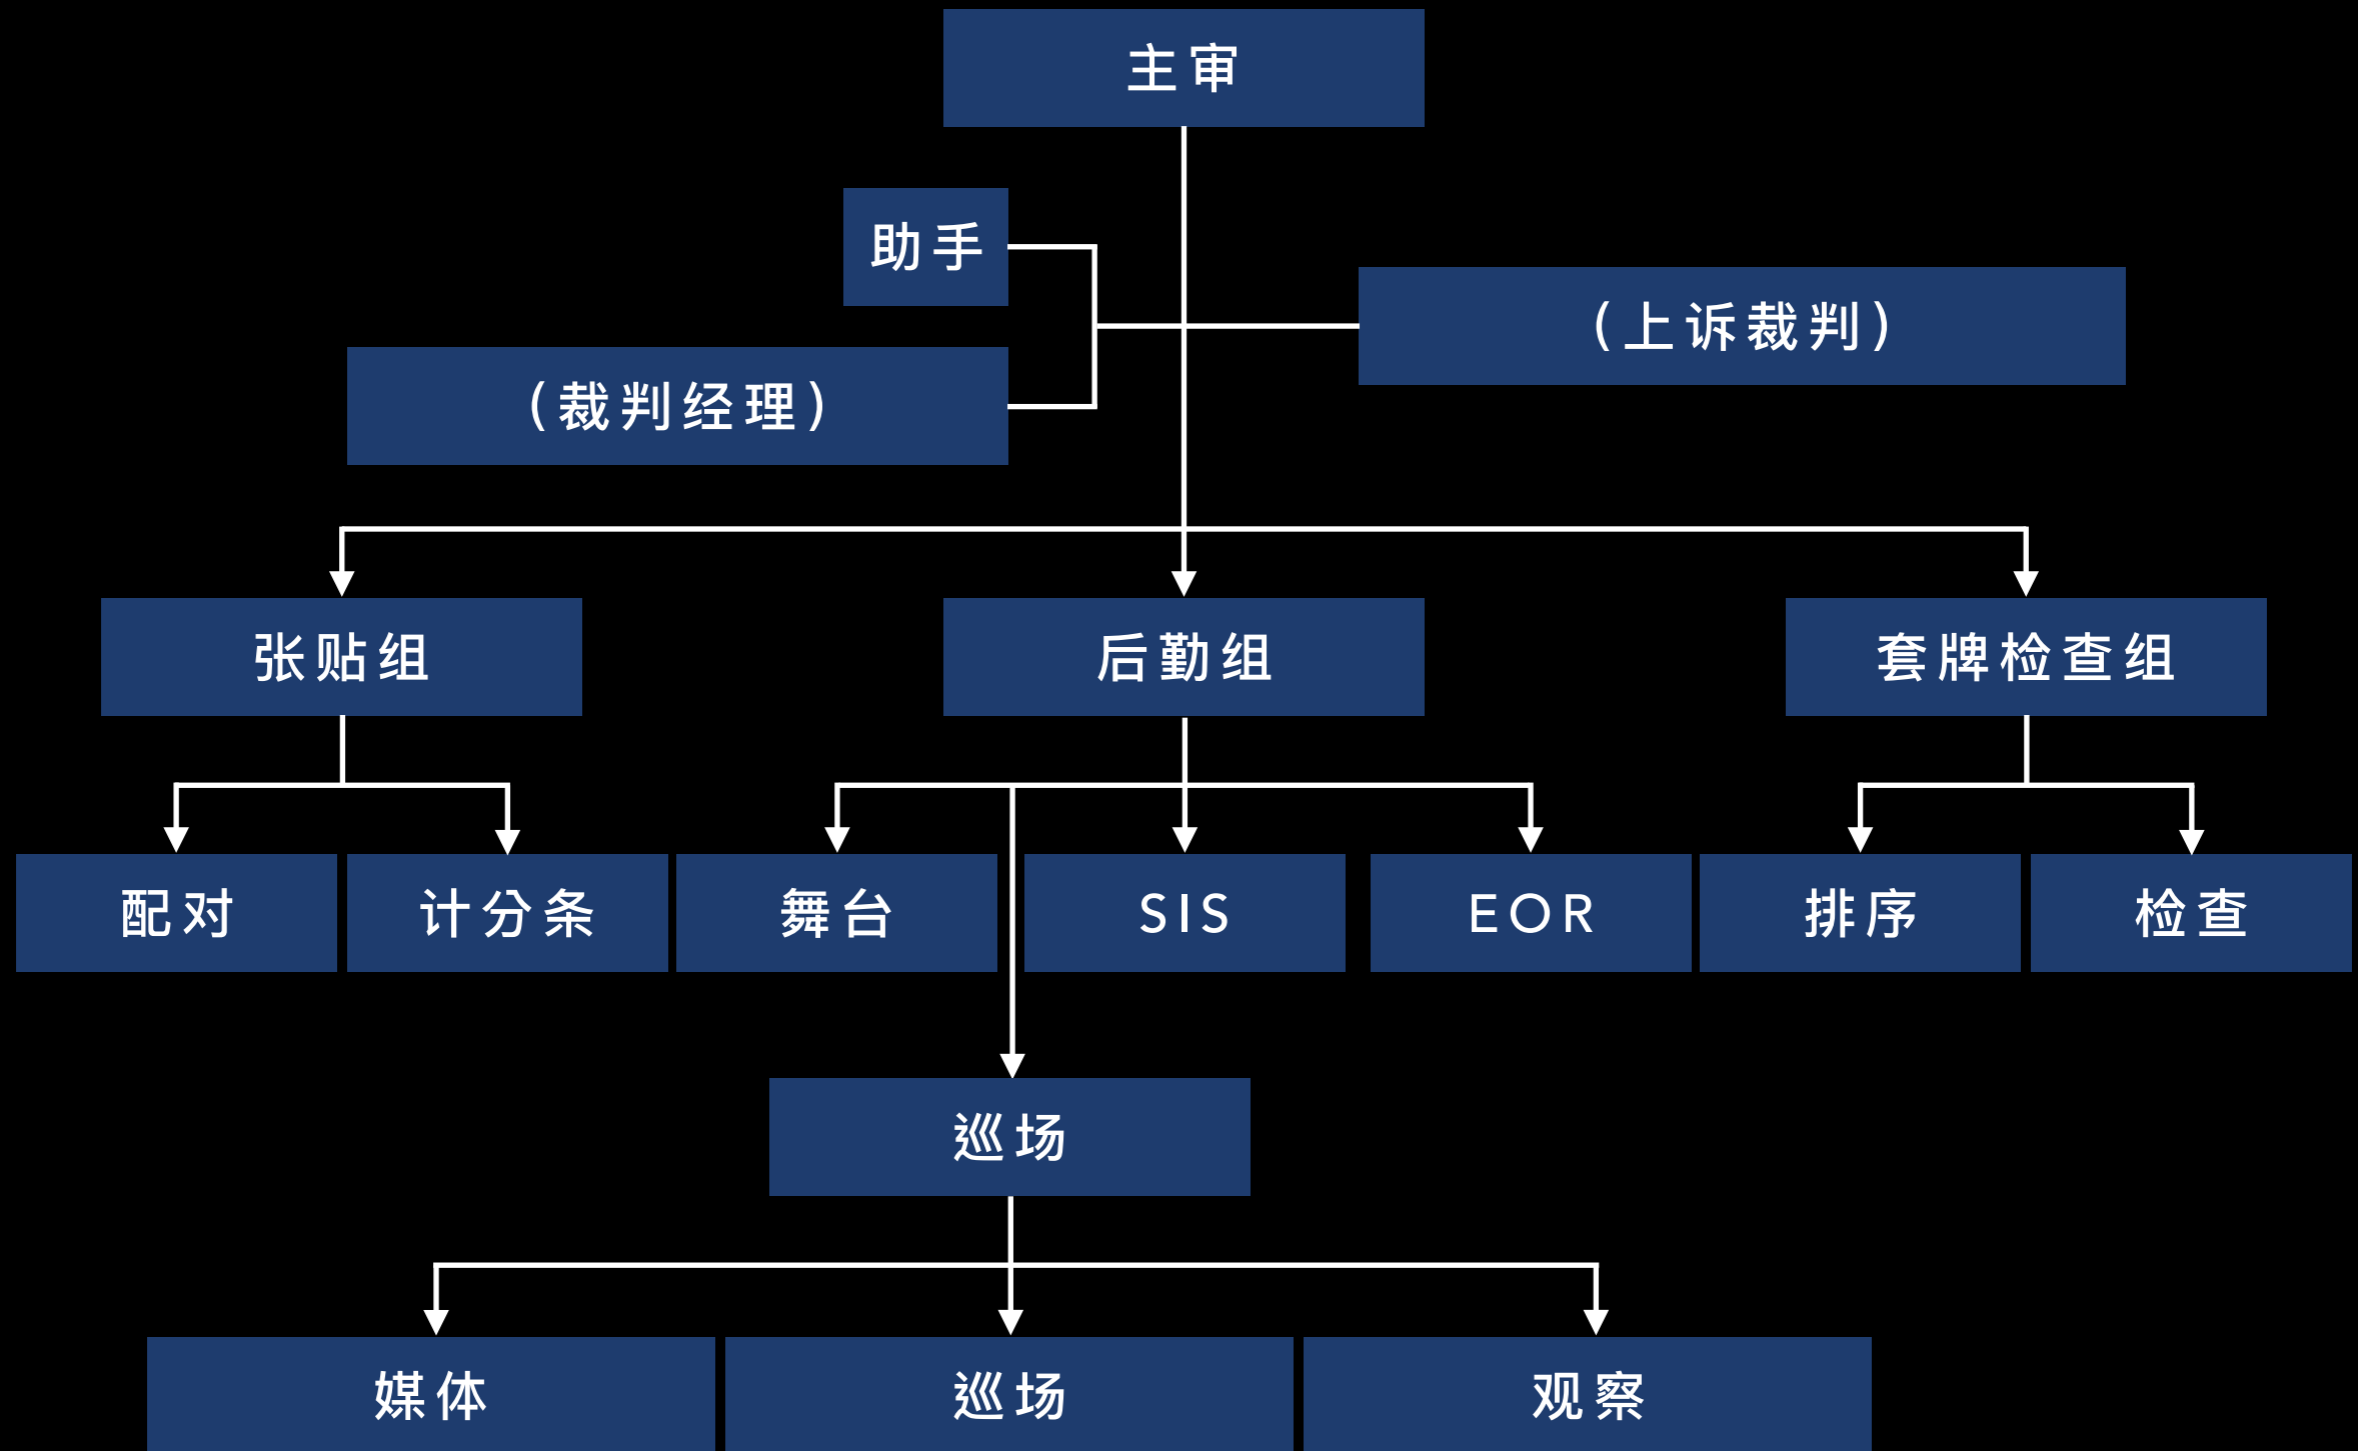 主审
助手
(上诉裁判)
(裁判经理)
张贴组
后勤组
套牌检查组
配对
计分条
舞台
SIS
EOR
排序
检查
巡场
媒体
巡场
观察